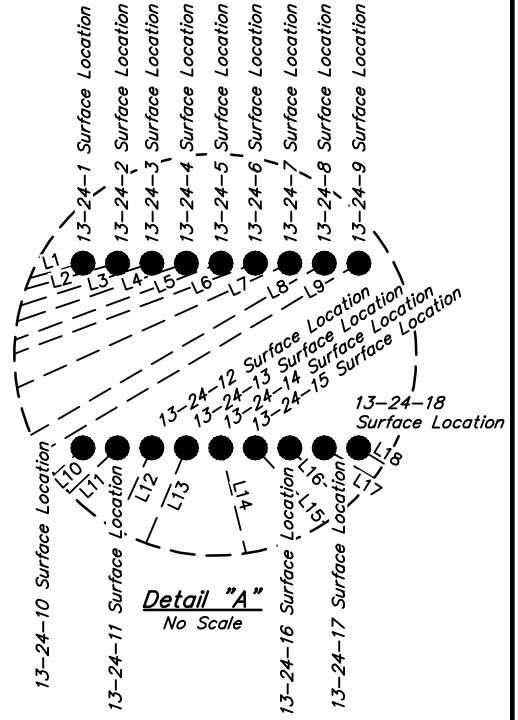 13-24-1 Surface Location
13-24-2 Surface Location
13-24-3 Surface Location
13-24-4 Surface Location
13-24-5 Surface Location
13-24-6 Surface Location
13-24-7 Surface Location
13-24-8 Surface Location
13-24-9 Surface Location
L1
L2
L3
L4
L5
L6
L7
L8
L9
13-24-12 Surface Location
13-24-13 Surface Location
13-24-14 Surface Location
13-24-15 Surface Location
13-24-18
Surface Location
L10
L11
L12
L13
L14
L15
L16
L17
L18
13-24-10 Surface Location
13-24-11 Surface Location
13-24-16 Surface Location
13-24-17 Surface Location
Detail "A"
No Scale